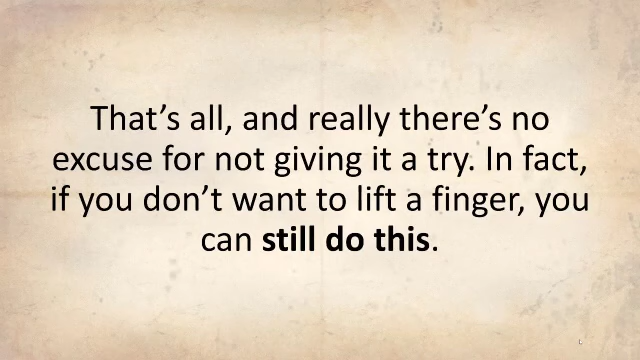 That’s all, and really there’s no
excuse for not giving it a try. In fact,
if you don’t want to lift a finger, you
can still do this.